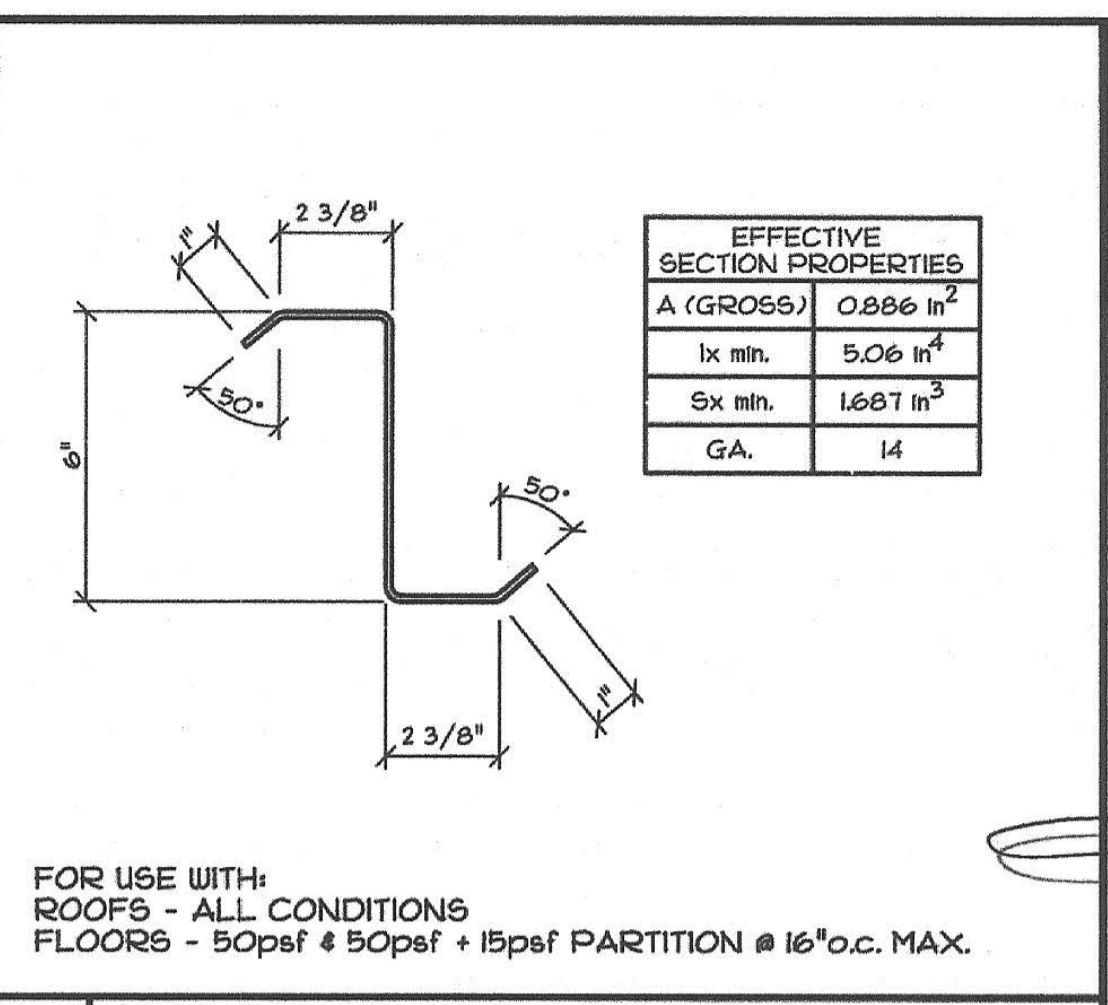 2 3/8"
1"
50°
6"
50°
1"
2 3/8"
EFFECTIVE
SECTION PROPERTIES
A (GROSS) 0.886 in²
Ix min. 5.06 in⁴
Sx min. 1.687 in³
GA. 14
FOR USE WITH:
ROOFS - ALL CONDITIONS
FLOORS - 50psf & 50psf + 15psf PARTITION @ 16"o.c. MAX.